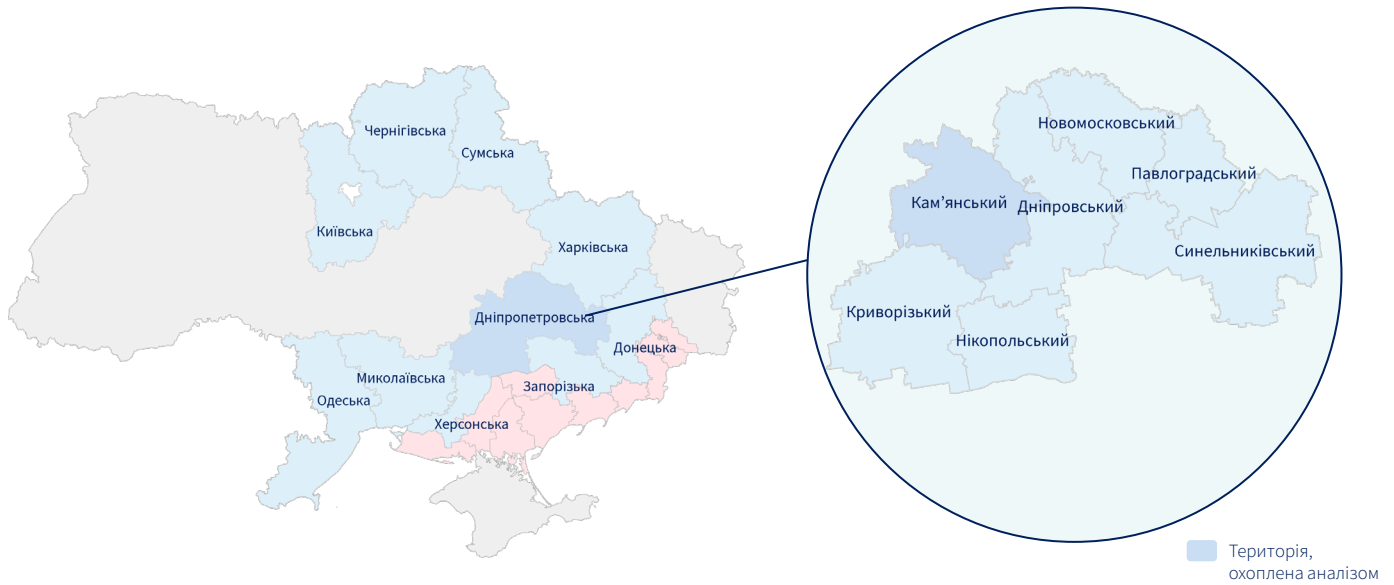 Чернігівська
Сумська
Київська
Харківська
Дніпропетровська
Донецька
Миколаївська
Запорізька
Одеська
Херсонська
Новомосковський
Павлоградський
Кам’янський
Дніпровський
Синельниківський
Криворізький
Нікопольський
Територія,
охоплена аналізом